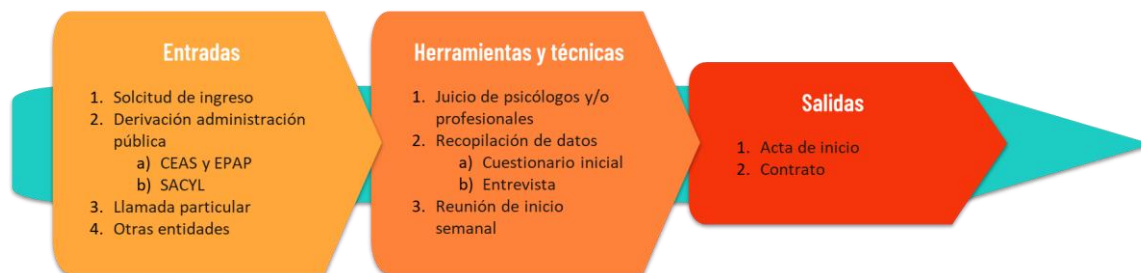 Entradas
1. Solcitud de ingreso
2. Derivación administración
pública
a) CEAS y EPAP
b) SACYL
3. Llamada particular
4. Otras entidades
Herramientas y técnicas
1. Juicio de psicólogos y/o
profesionales
2. Recopilación de datos
a) Cuestionario inicial
b) Entrevista
3. Reunión de inicio
semanal
Salidas
1. Acta de inicio
2. Contrato